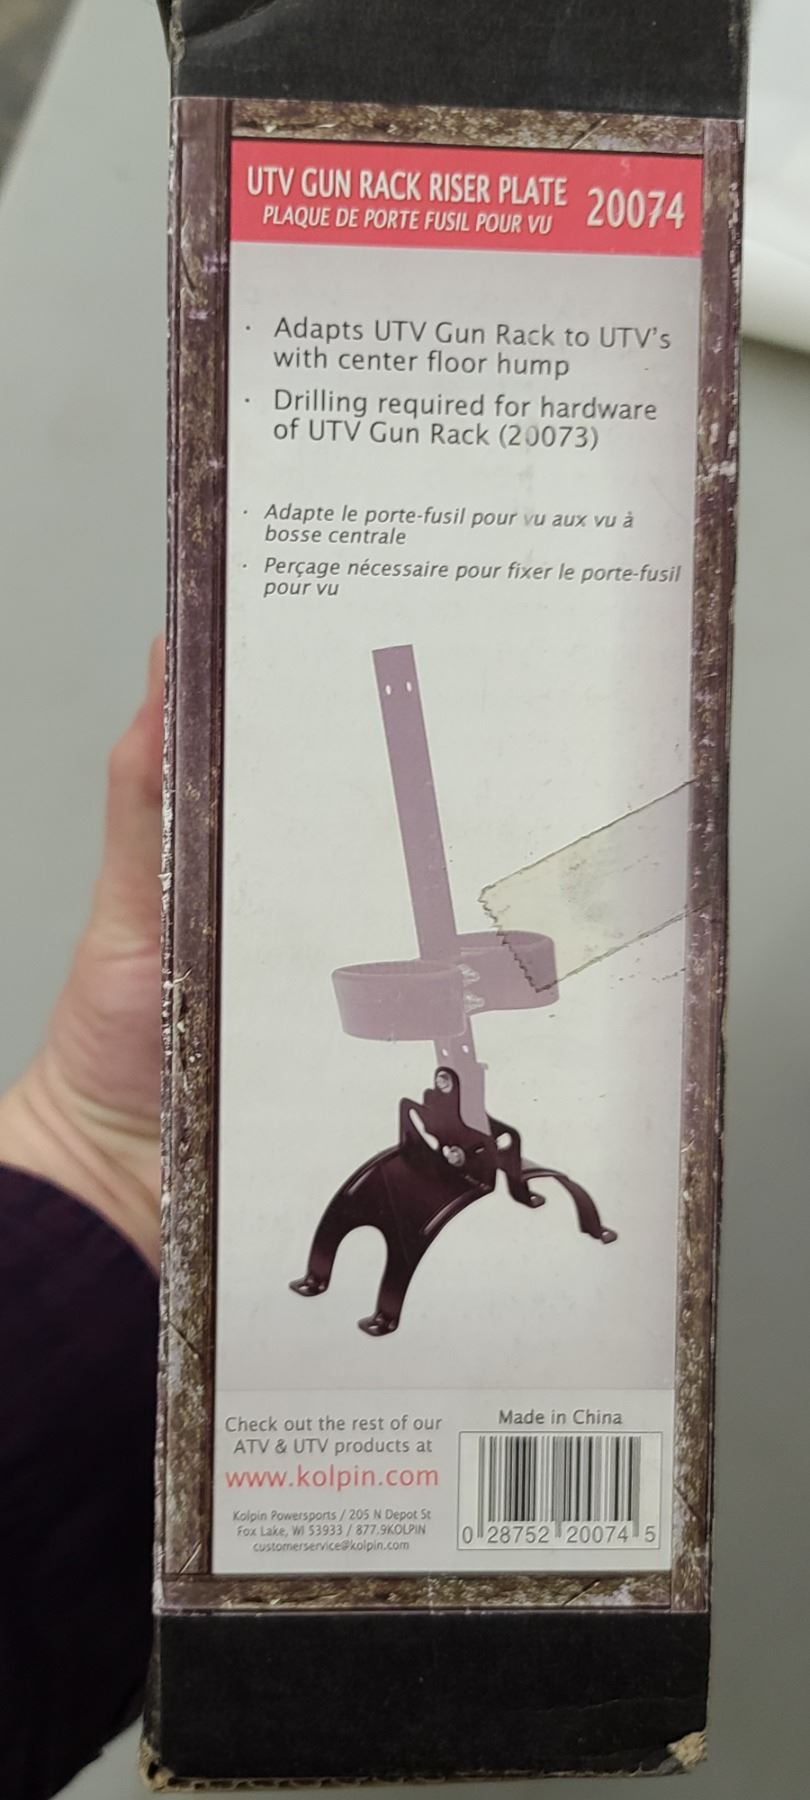 UTV GUN RACK RISER PLATE 20074
PLAQUE DE PORTE FUSIL POUR VU
· Adapts UTV Gun Rack to UTV's
with center floor hump
· Drilling required for hardware
of UTV Gun Rack (20073)
· Adapte le porte-fusil pour vu aux vu à
bosse centrale
· Perçage nécessaire pour fixer le porte-fusil
pour vu
Check out the rest of our
ATV & UTV products at
www.kolpin.com
Kolpin Powersports / 205 N Depot St
Fox Lake, WI 53933 / 877.9KOLPIN
customerservice@kolpin.com
Made in China
0 28752 20074 5